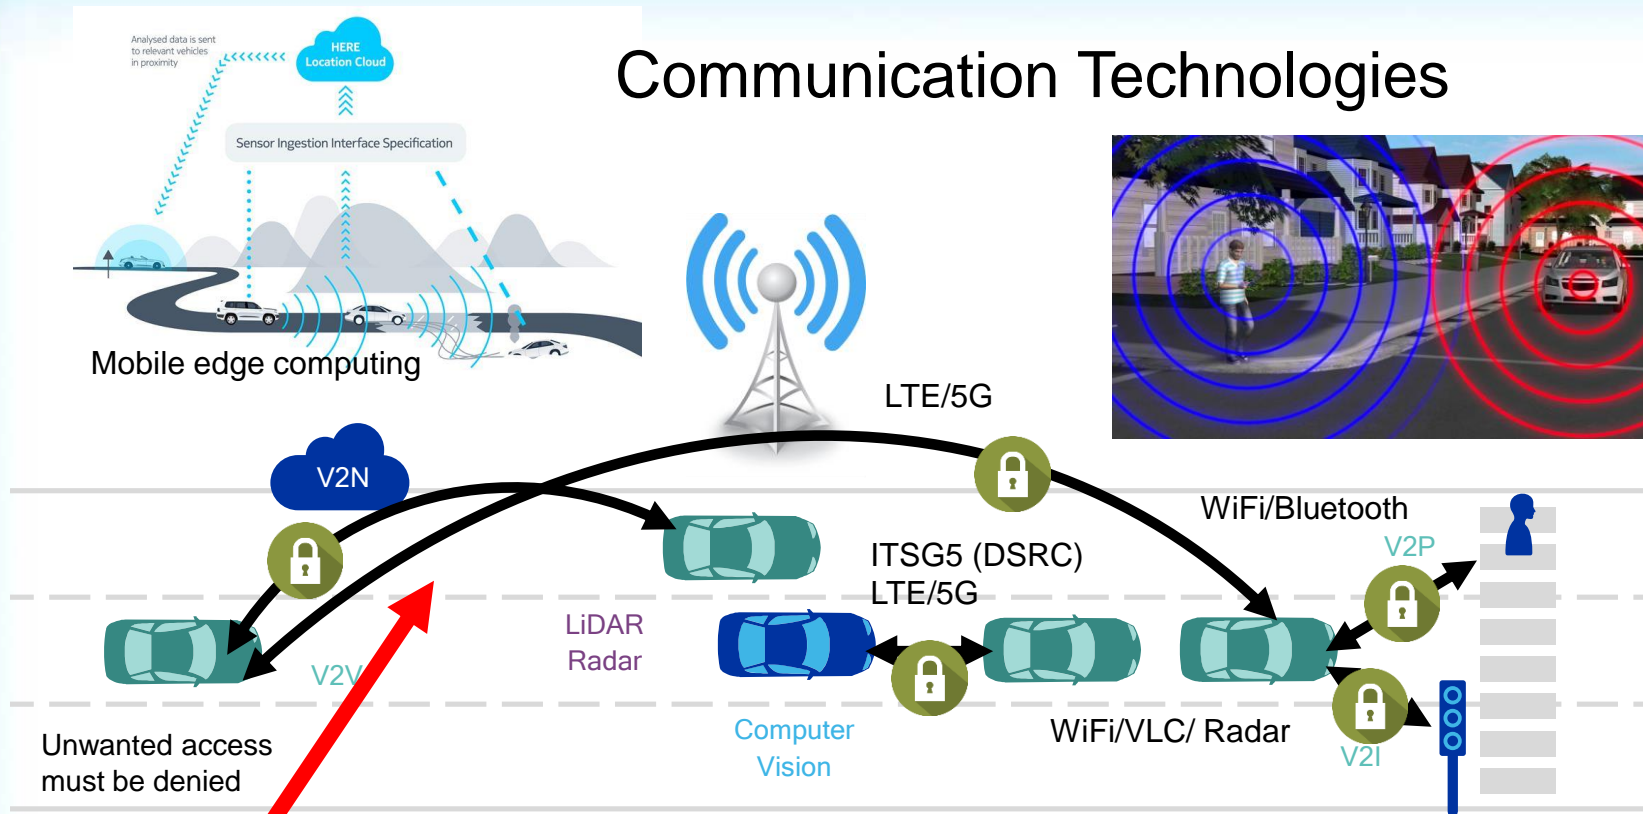 Communication Technologies
Analysed data is sent
to relevant vehicles
in proximity
HERE
Location Cloud
Sensor Ingestion Interface Specification
Mobile edge computing
LTE/5G
V2N
WiFi/Bluetooth
V2P
ITSG5 (DSRC)
LTE/5G
LiDAR
Radar
V2V
Computer
Vision
WiFi/VLC/ Radar
V2I
Unwanted access
must be denied